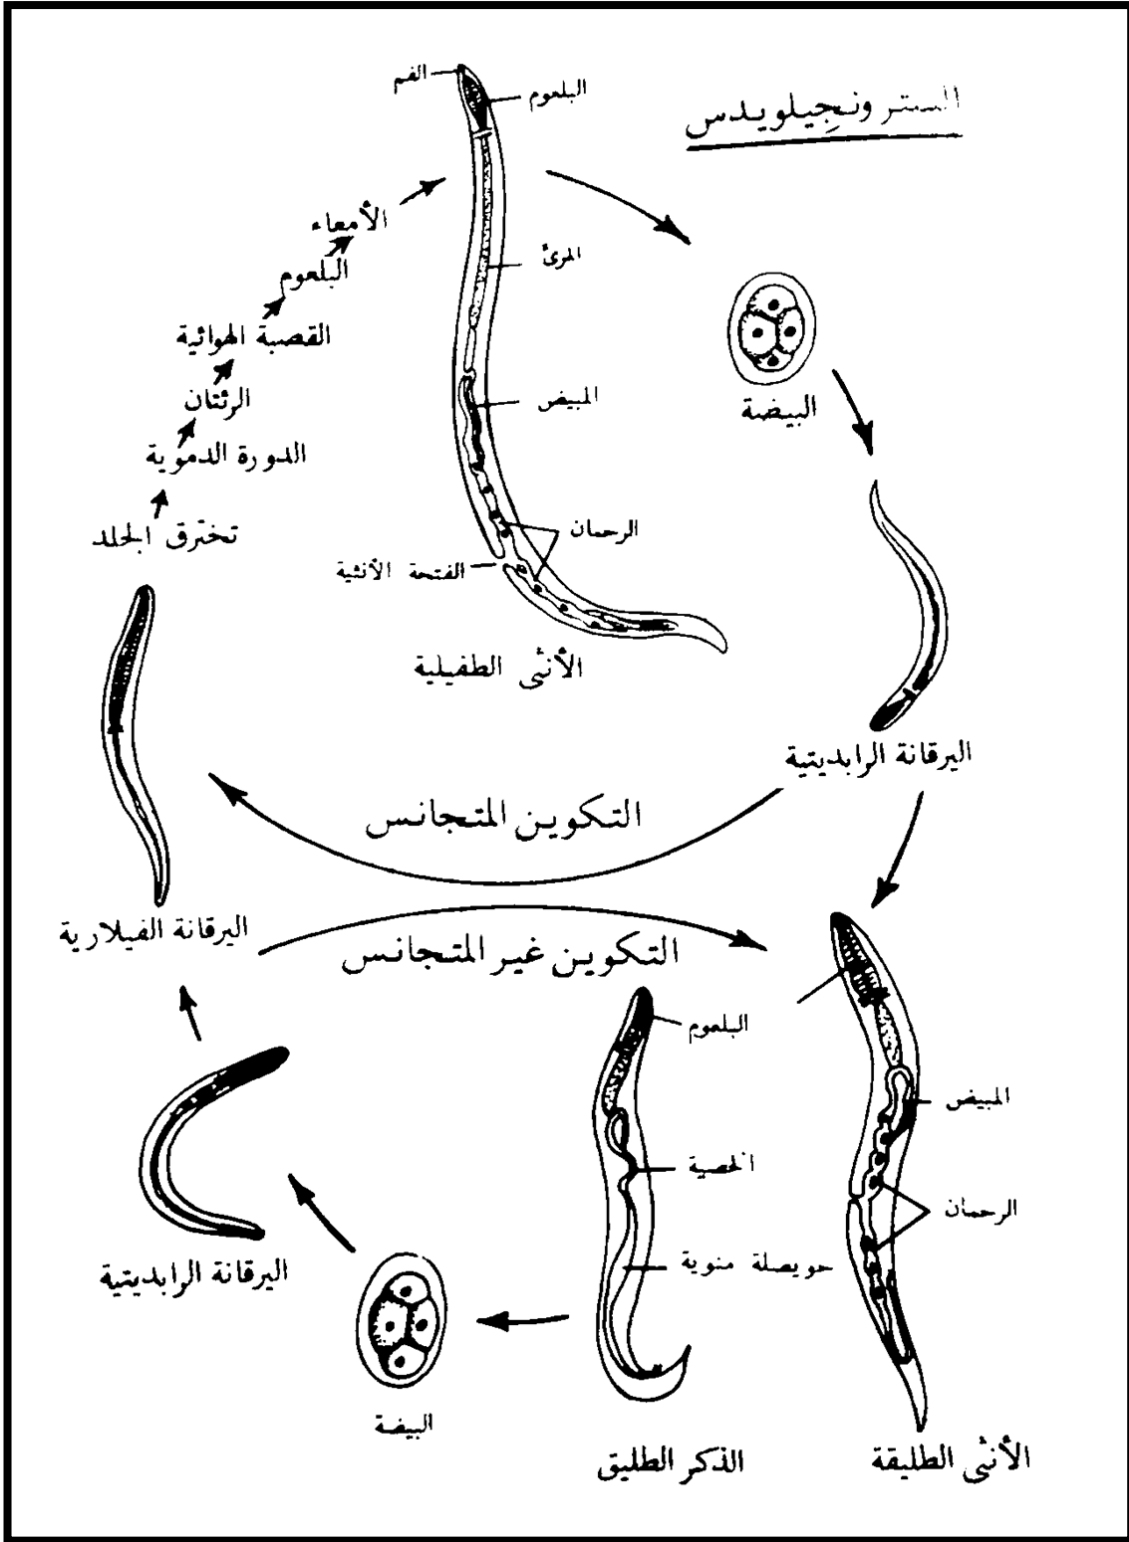 الستر ونجِيلويدس
الفم
البلعوم
المرئ
المبيض
الرحمان
الفتحة الأنثية
الأنثى الطفيلية
البيضة
اليرقانة الرابديتية
الأمعاء
البلعوم
القصبة الهوائية
الرئتان
الدورة الدموية
تخترق الجلد
اليرقانة الفيلارية
التكوين المتجانس
التكوين غير المتجانس
البلعوم
المبيض
الخصية
الرحمان
حويصلة منوية
اليرقانة الرابديتية
البيضة
الذكر الطليق
الأنثى الطليقة